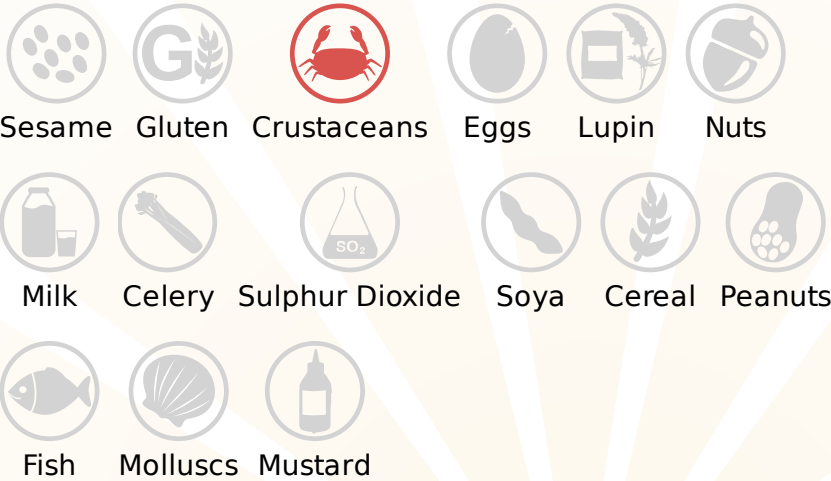 G
Sesame Gluten Crustaceans Eggs Lupin Nuts
SO₂
Milk Celery Sulphur Dioxide Soya Cereal Peanuts
Fish Molluscs Mustard